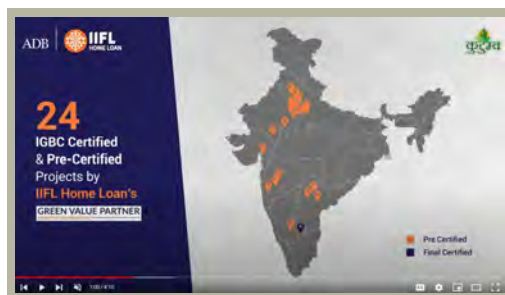 ADB
IIFL
HOME LOAN
कुटुम्ब
24
IGBC Certified
& Pre-Certified
Projects by
IIFL Home Loan's
GREEN VALUE PARTNER
Pre Certified
Final Certified